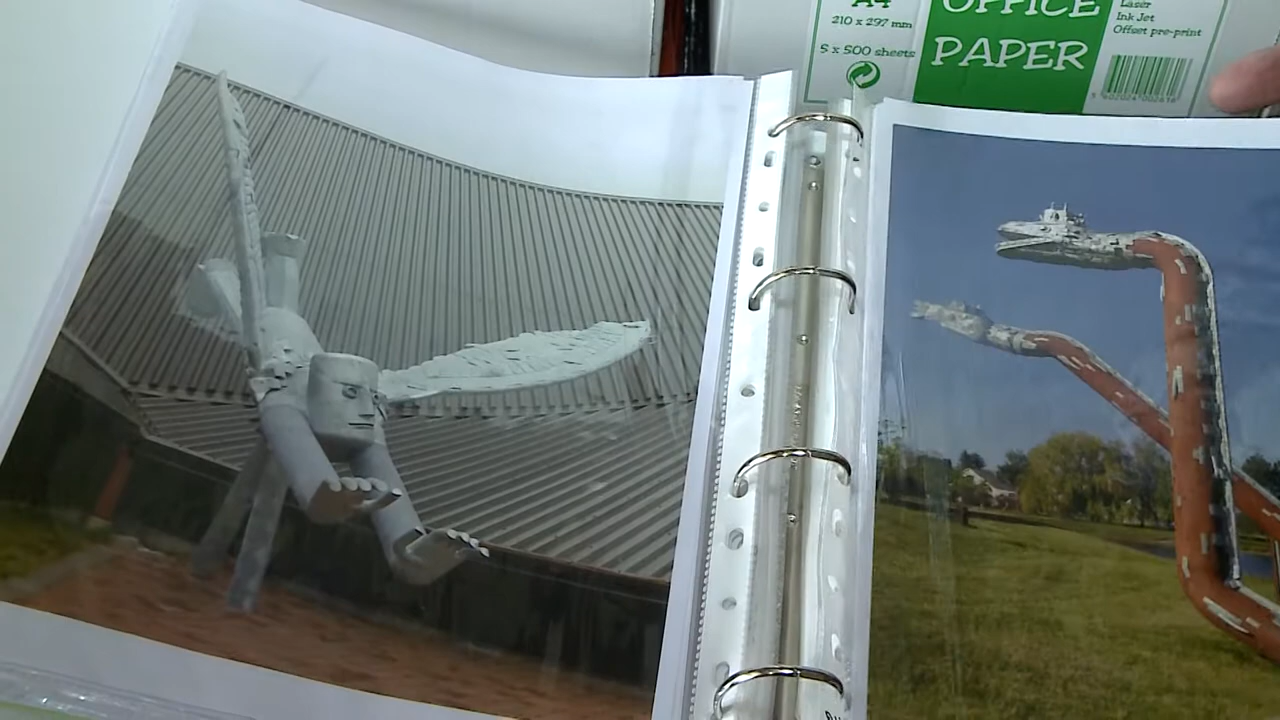 A4
210 x 297 mm
5 x 500 sheets
OFFICE
PAPER
Laser
Ink Jet
Offset pre-print